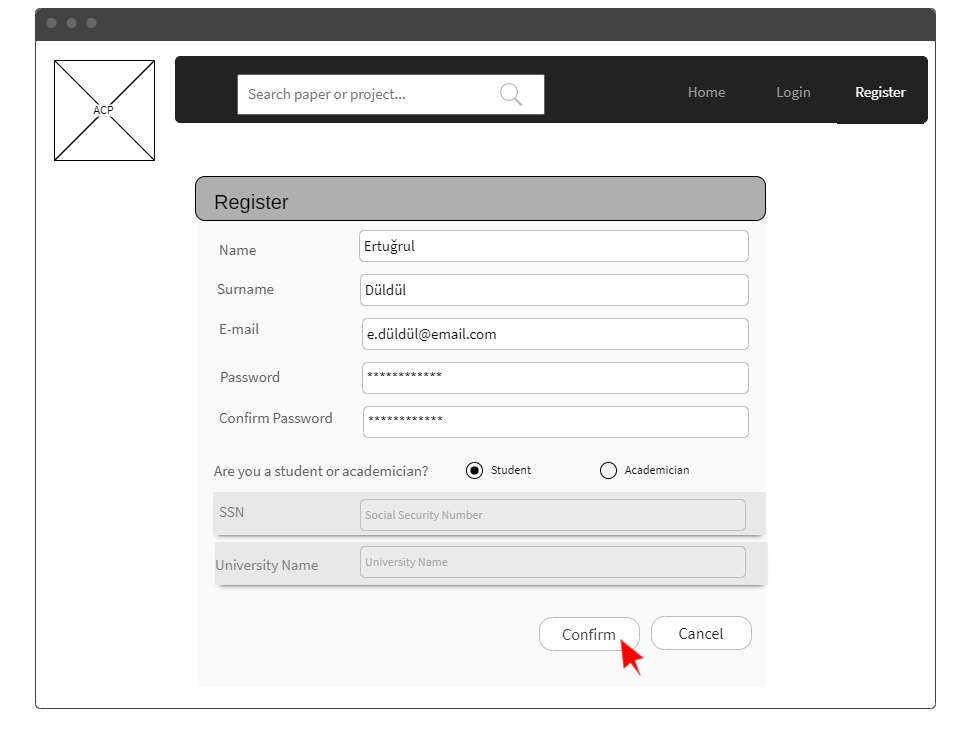 ACP
Search paper or project...
Home
Login
Register
Register
Name
Ertuğrul
Surname
Düldül
E-mail
e.düldül@email.com
Password
************
Confirm Password
************
Are you a student or academician?
Student
Academician
SSN
Social Security Number
University Name
University Name
Confirm
Cancel